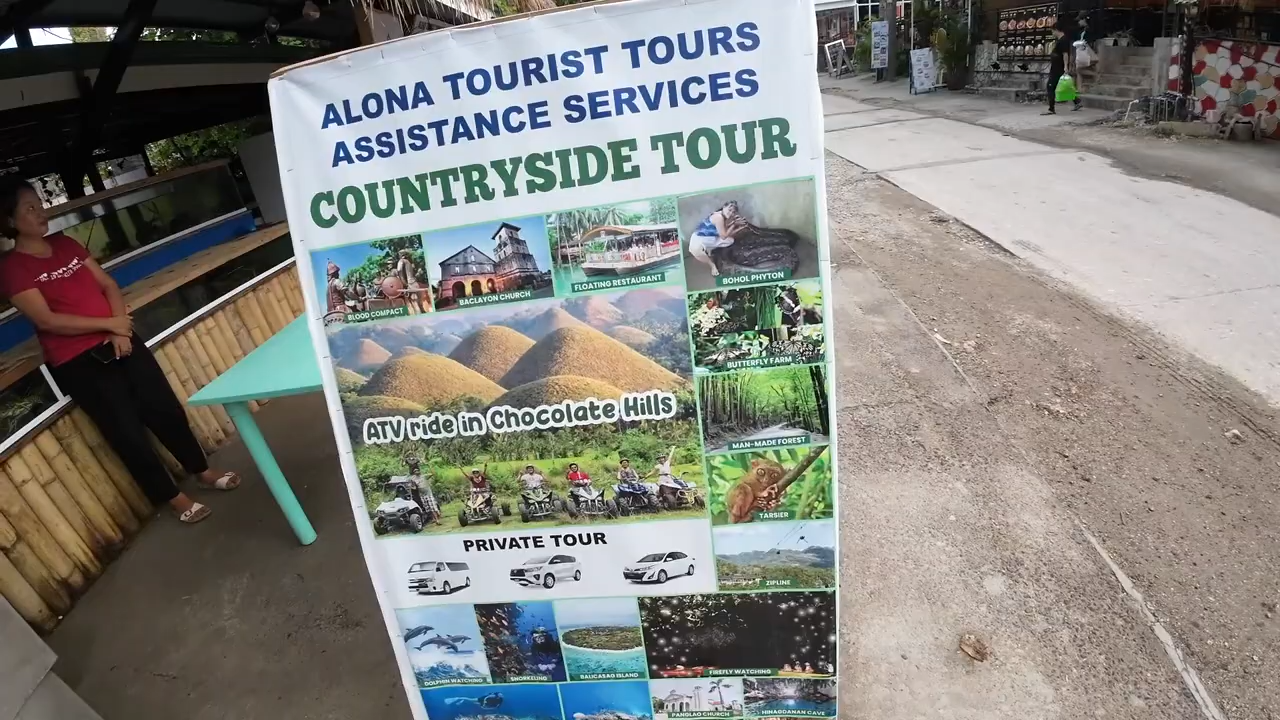 ALONA TOURIST TOURS
ASSISTANCE SERVICES
COUNTRYSIDE TOUR
BLOOD COMPACT
BACLAYON CHURCH
FLOATING RESTAURANT
BOHOL PHYTON
BUTTERFLY FARM
ATV ride in Chocolate Hills
MAN-MADE FOREST
TARSIER
PRIVATE TOUR
ZIPLINE
DOLPHIN WATCHING
SNORKELING
BALICASAG ISLAND
FIREFLY WATCHING
PANGLAO CHURCH
HINAGDANAN CAVE